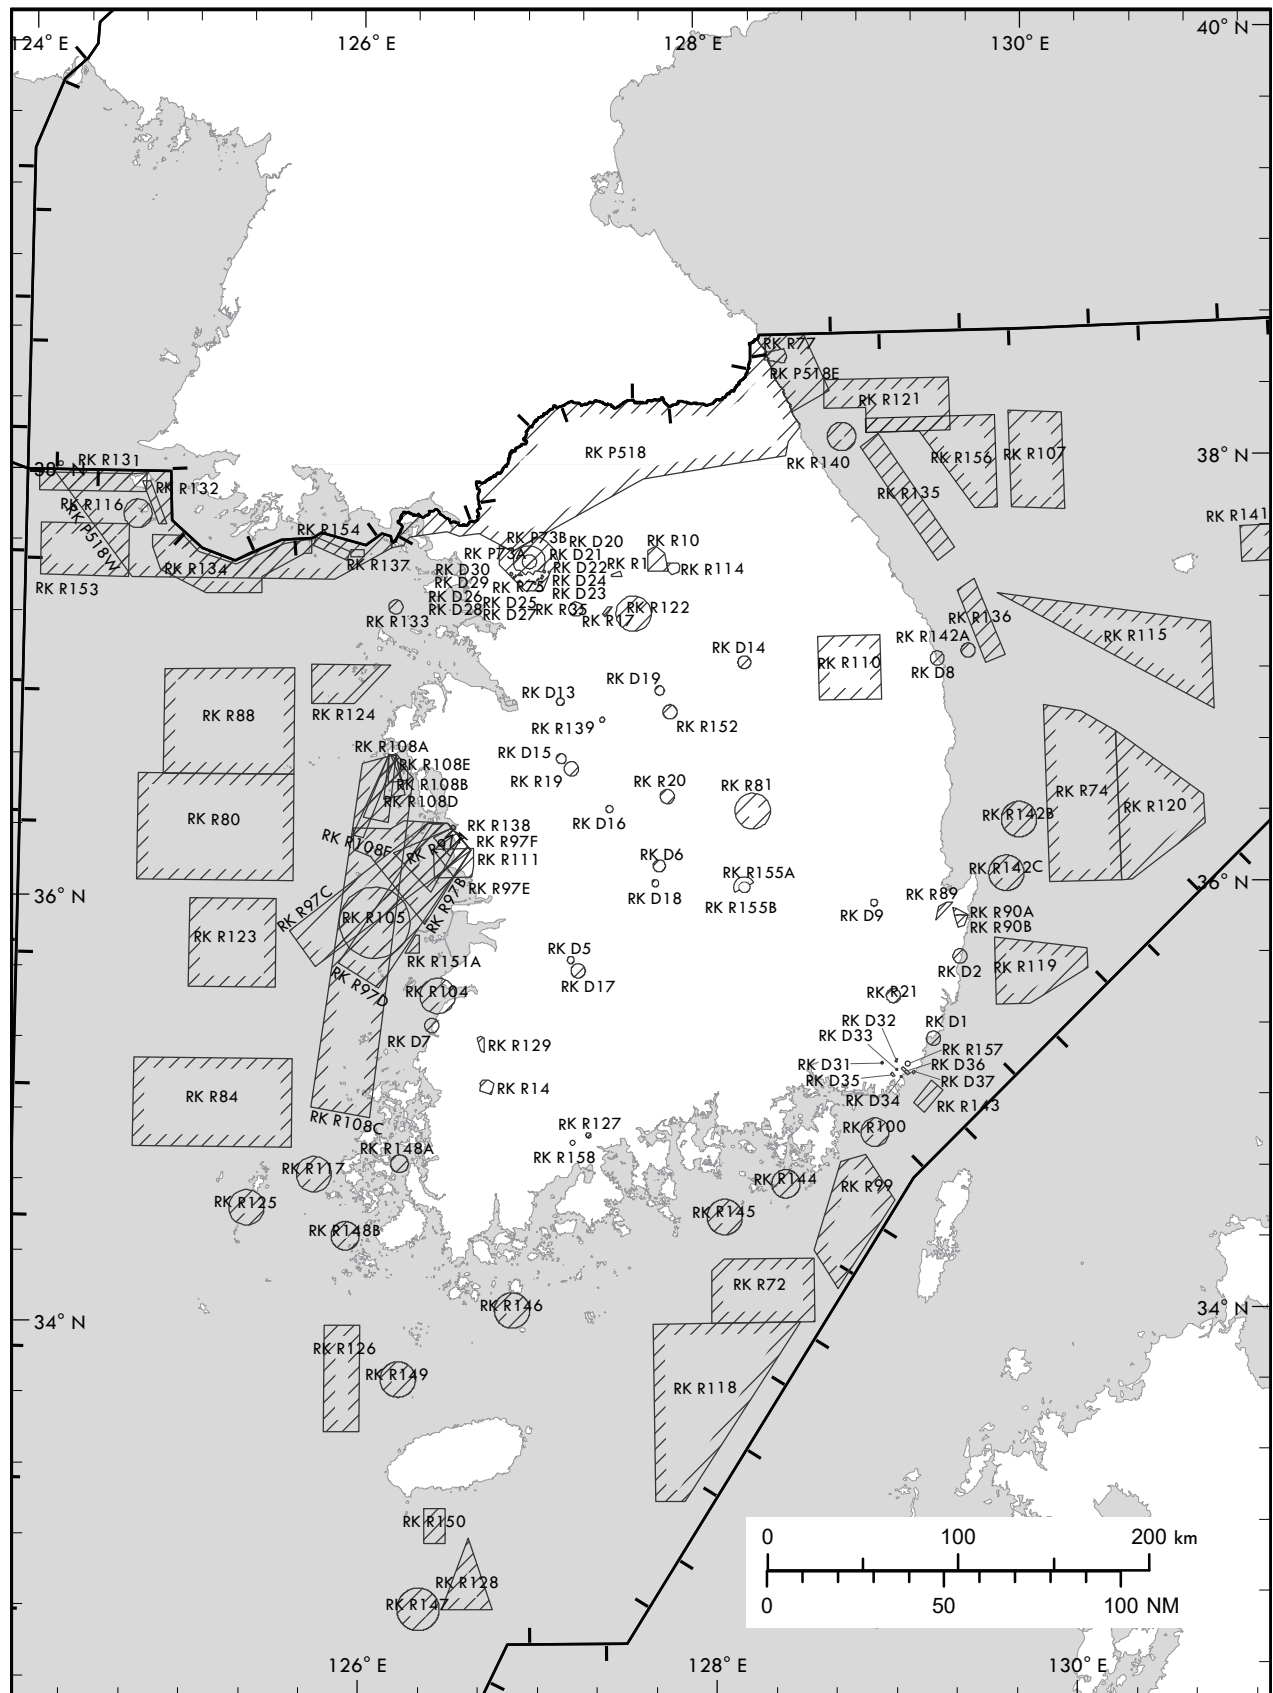 124° E
126° E
128° E
130° E
40° N
RK R77
RK P518E
RK R121
RK P518
RK R131
38° N
38° N
RK R140
RK R156
RK R107
RK R132
RK R135
RK R116
RK P518W
RK R141
RK R154
RK P73B
RK D20
RK R10
RK P73A
RK D21
RK R134
RK R137
RK D30
RK D22
RK R1
RK R114
RK D29
RK R75
RK D24
RK R153
RK D26
RK D23
RK D25
RK D28
RK R35
RK R122
RK D27
RK R17
RK R133
RK R136
RK R142A
RK R115
RK D14
RK R110
RK D8
RK D19
RK D13
RK R88
RK R124
RK R139
RK R152
RK R108A
RK D15
RK R108E
RK R19
RK R108B
RK R20
RK R81
RK R74
RK R108D
RK R120
RK R80
RK D16
RK R142B
RK R138
RK R108F
RK R97A
RK R97F
RK R111
RK D6
RK R155A
RK R142C
36° N
36° N
RK R97E
RK D18
RK R89
RK R97C
RK R97B
RK R155B
RK D9
RK R90A
RK R105
RK R90B
RK R123
RK D5
RK R151A
RK R119
RK D2
RK R97D
RK D17
RK R104
RK R21
RK D32
RK D1
RK D7
RK D33
RK R129
RK R157
RK D31
RK D36
RK D35
RK D37
RK R14
RK R84
RK D34
RK R143
RK R108C
RK R127
RK R100
RK R148A
RK R158
RK R117
RK R144
RK R99
RK R125
RK R145
RK R148B
RK R72
RK R146
34° N
34° N
RK R126
RK R149
RK R118
RK R150
0 100 200 km
RK R128
RK R147
0 50 100 NM
126° E
128° E
130° E